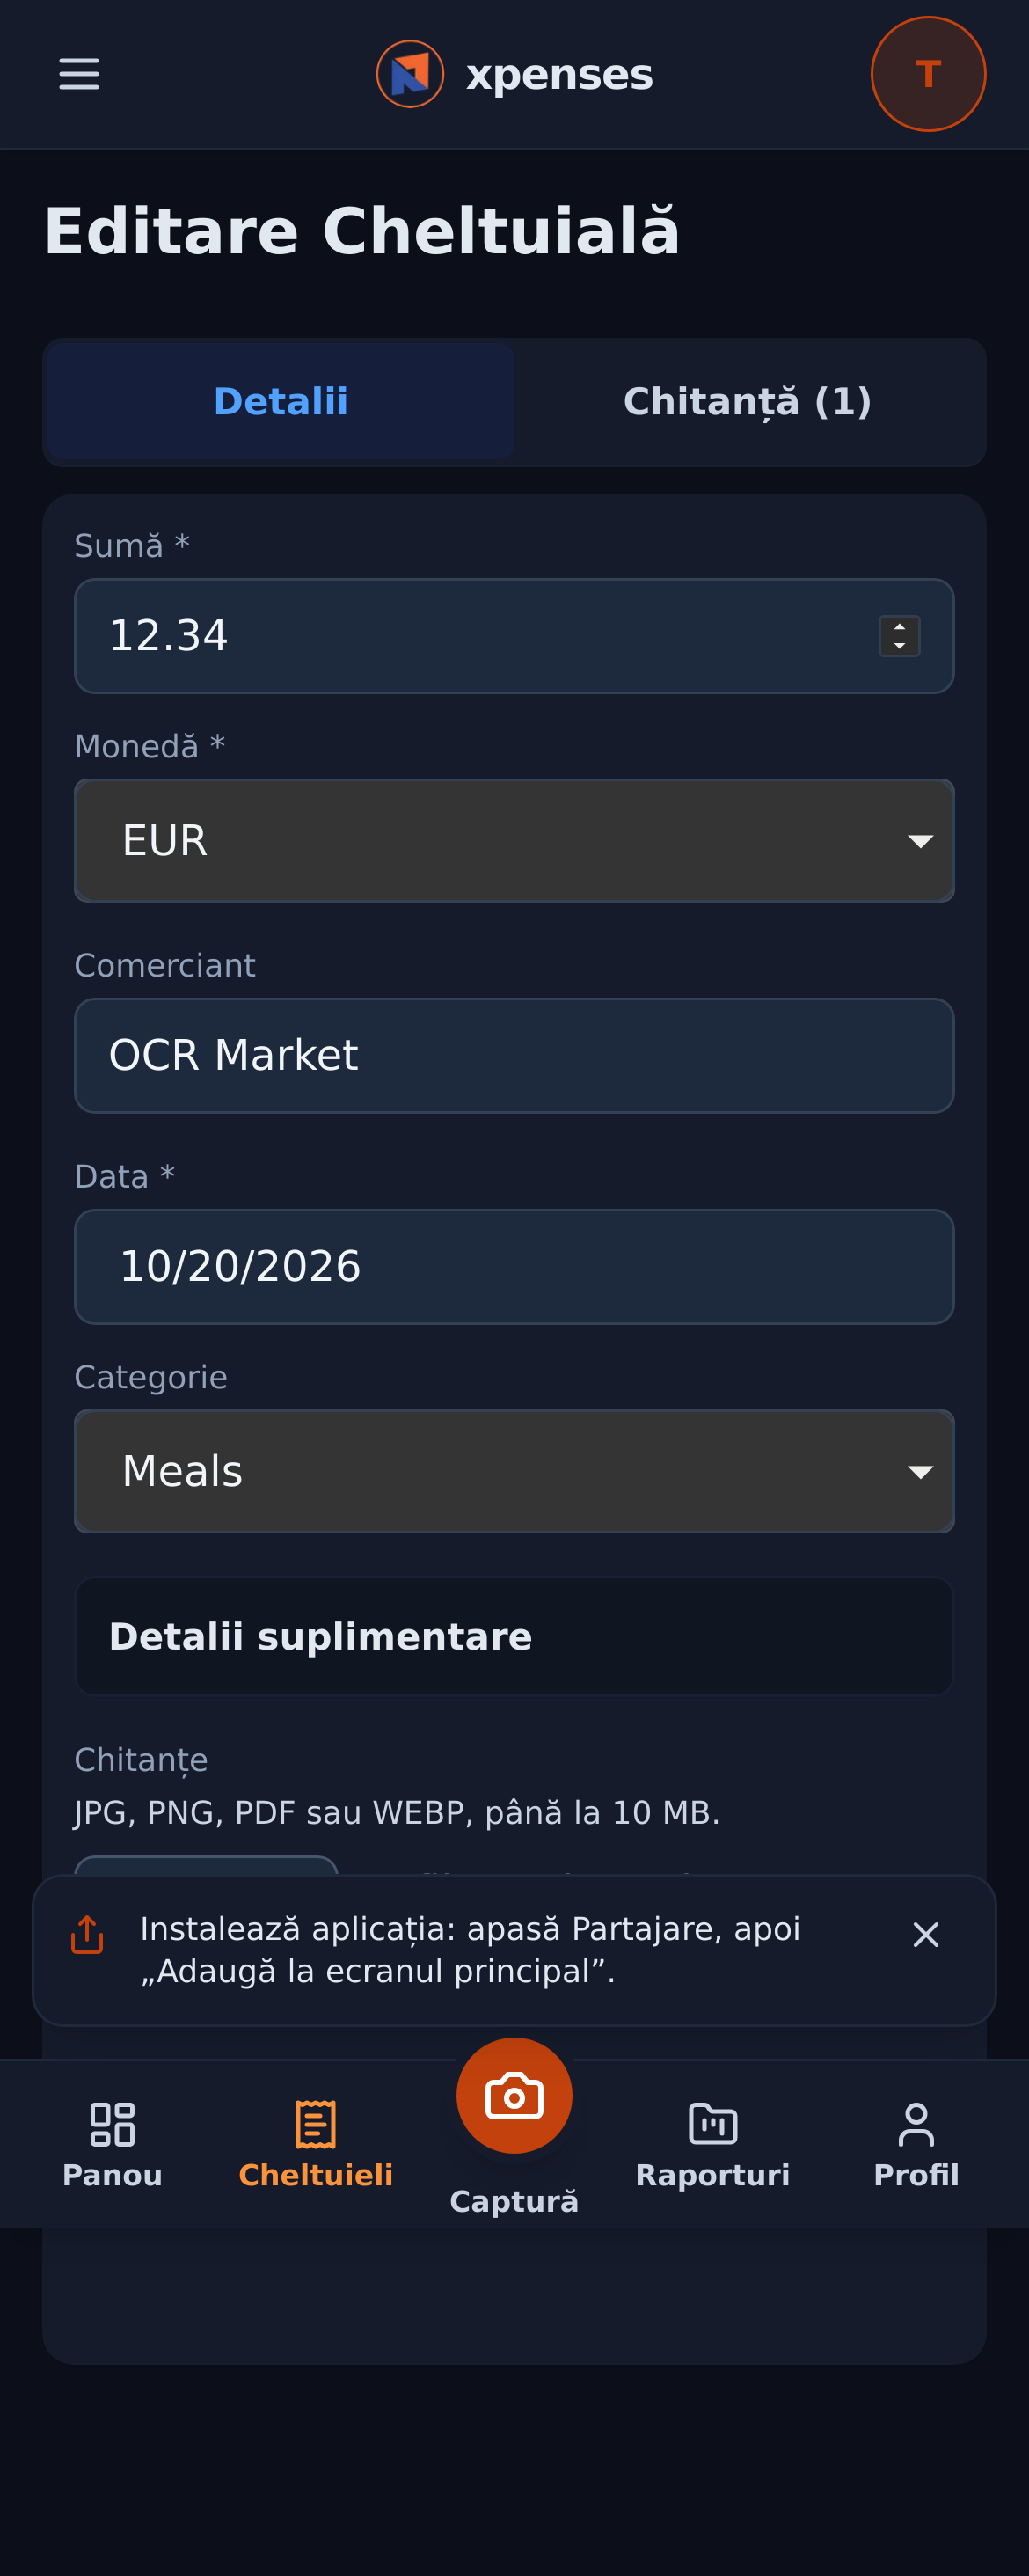 xpenses
T
Editare Cheltuială
Detalii
Chitanță (1)
Sumă *
12.34
Monedă *
EUR
Comerciant
OCR Market
Data *
10/20/2026
Categorie
Meals
Detalii suplimentare
Chitanțe
JPG, PNG, PDF sau WEBP, până la 10 MB.
Instalează aplicația: apasă Partajare, apoi
„Adaugă la ecranul principal”.
Panou
Cheltuieli
Captură
Raporturi
Profil